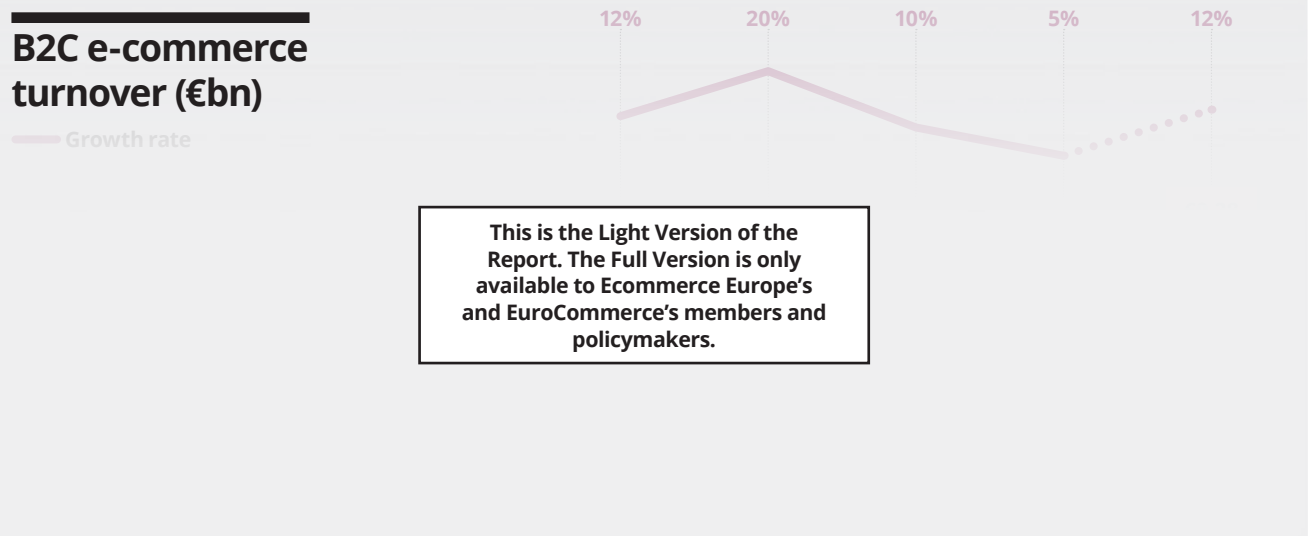 B2C e-commerce
turnover (€bn)
Growth rate
12% 20% 10% 5% 12%
This is the Light Version of the
Report. The Full Version is only
available to Ecommerce Europe’s
and EuroCommerce’s members and
policymakers.